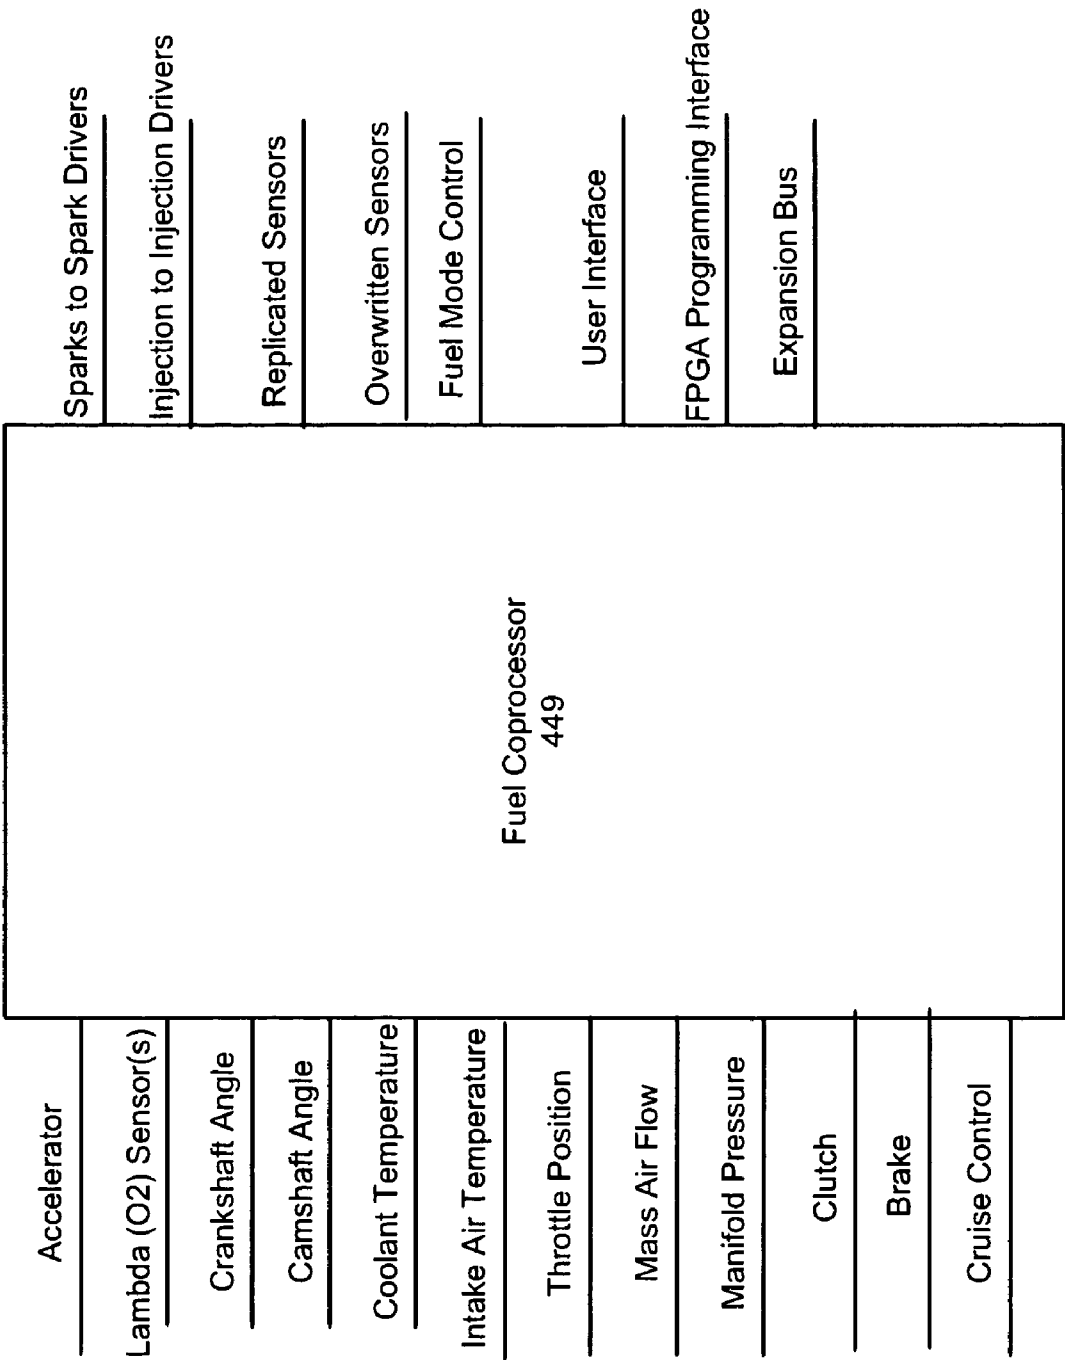 Accelerator
Lambda (O2) Sensor(s)
Crankshaft Angle
Camshaft Angle
Coolant Temperature
Intake Air Temperature
Throttle Position
Mass Air Flow
Manifold Pressure
Clutch
Brake
Cruise Control
Fuel Coprocessor
449
Sparks to Spark Drivers
Injection to Injection Drivers
Replicated Sensors
Overwritten Sensors
Fuel Mode Control
User Interface
FPGA Programming Interface
Expansion Bus